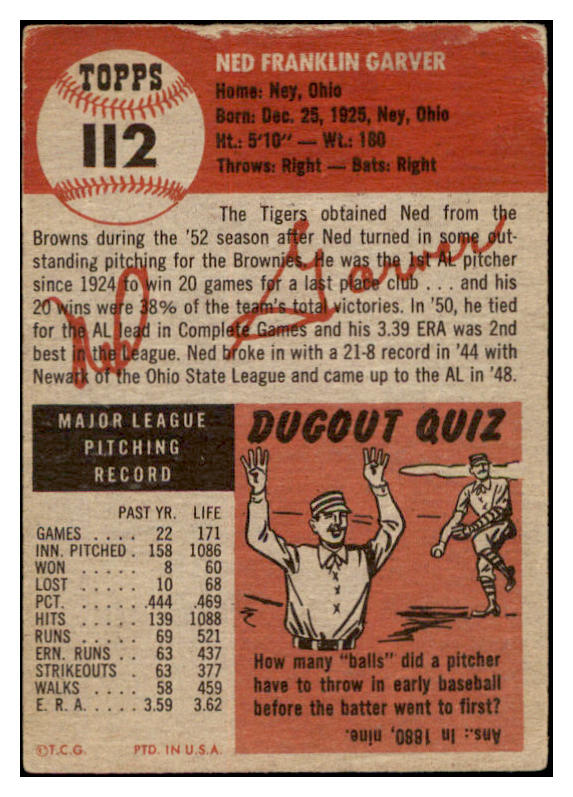 TOPPS
112
NED FRANKLIN GARVER
Home: Ney, Ohio
Born: Dec. 25, 1925, Ney, Ohio
Ht.: 5'10" — Wt.: 180
Throws: Right — Bats: Right
The Tigers obtained Ned from the
Browns during the '52 season after Ned turned in some out-
standing pitching for the Brownies. He was the 1st AL pitcher
since 1924 to win 20 games for a last place club . . . and his
20 wins were 38% of the team's total victories. In '50, he tied
for the AL lead in Complete Games and his 3.39 ERA was 2nd
best in the League. Ned broke in with a 21-8 record in '44 with
Newark of the Ohio State League and came up to the AL in '48.
Ned Garver
MAJOR LEAGUE
PITCHING
RECORD
PAST YR. LIFE
GAMES . . . . 22 171
INN. PITCHED . 158 1086
WON . . . . . 8 60
LOST . . . . . 10 68
PCT. . . . . . .444 .469
HITS . . . . . 139 1088
RUNS . . . . . 69 521
ERN. RUNS . . 63 437
STRIKEOUTS . 63 377
WALKS . . . . 58 459
E. R. A. . . . . 3.59 3.62
©T.C.G. PTD. IN U.S.A.
DUGOUT QUIZ
How many "balls" did a pitcher
have to throw in early baseball
before the batter went to first?
Ans.: In 1880, nine.